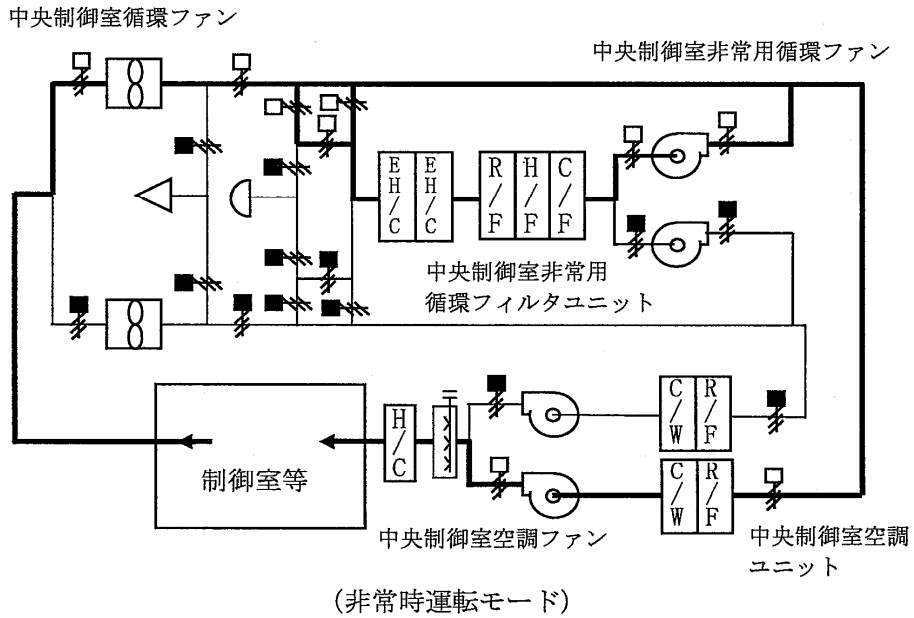 中央制御室循環ファン
中央制御室非常用循環ファン
EH/C
EH/C
R/F
H/F
C/F
中央制御室非常用
循環フィルタユニット
制御室等
H/C
C/W
R/F
C/W
R/F
中央制御室空調ファン
中央制御室空調
ユニット
(非常時運転モード)